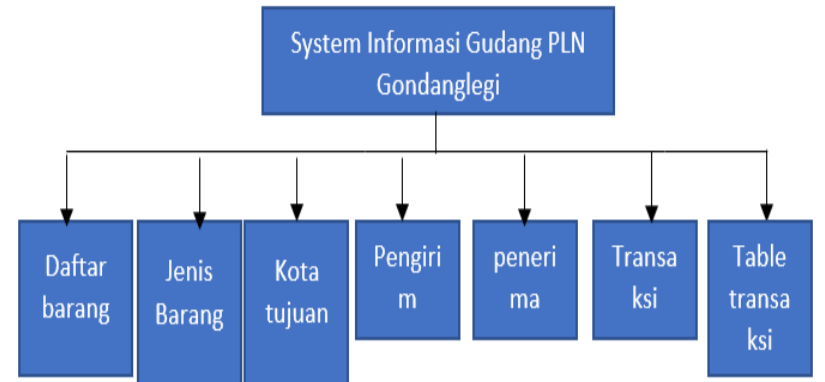 System Informasi Gudang PLN
Gondanglegi
Daftar
barang
Jenis
Barang
Kota
tujuan
Pengiri
m
peneri
ma
Transa
ksi
Table
transa
ksi